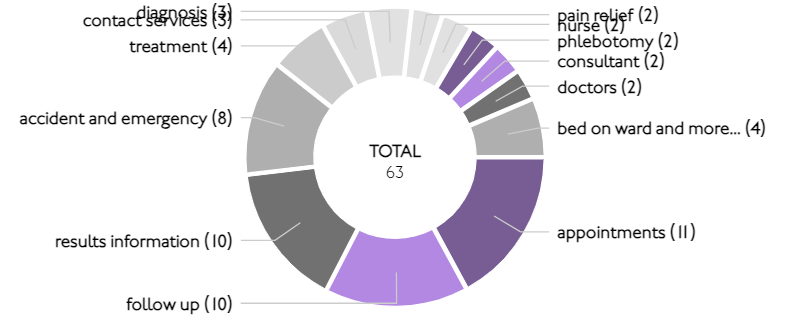 diagnosis (3)
contact services (3)
treatment (4)
accident and emergency (8)
results information (10)
follow up (10)
TOTAL
63
pain relief (2)
nurse (2)
phlebotomy (2)
consultant (2)
doctors (2)
bed on ward and more... (4)
appointments (11)